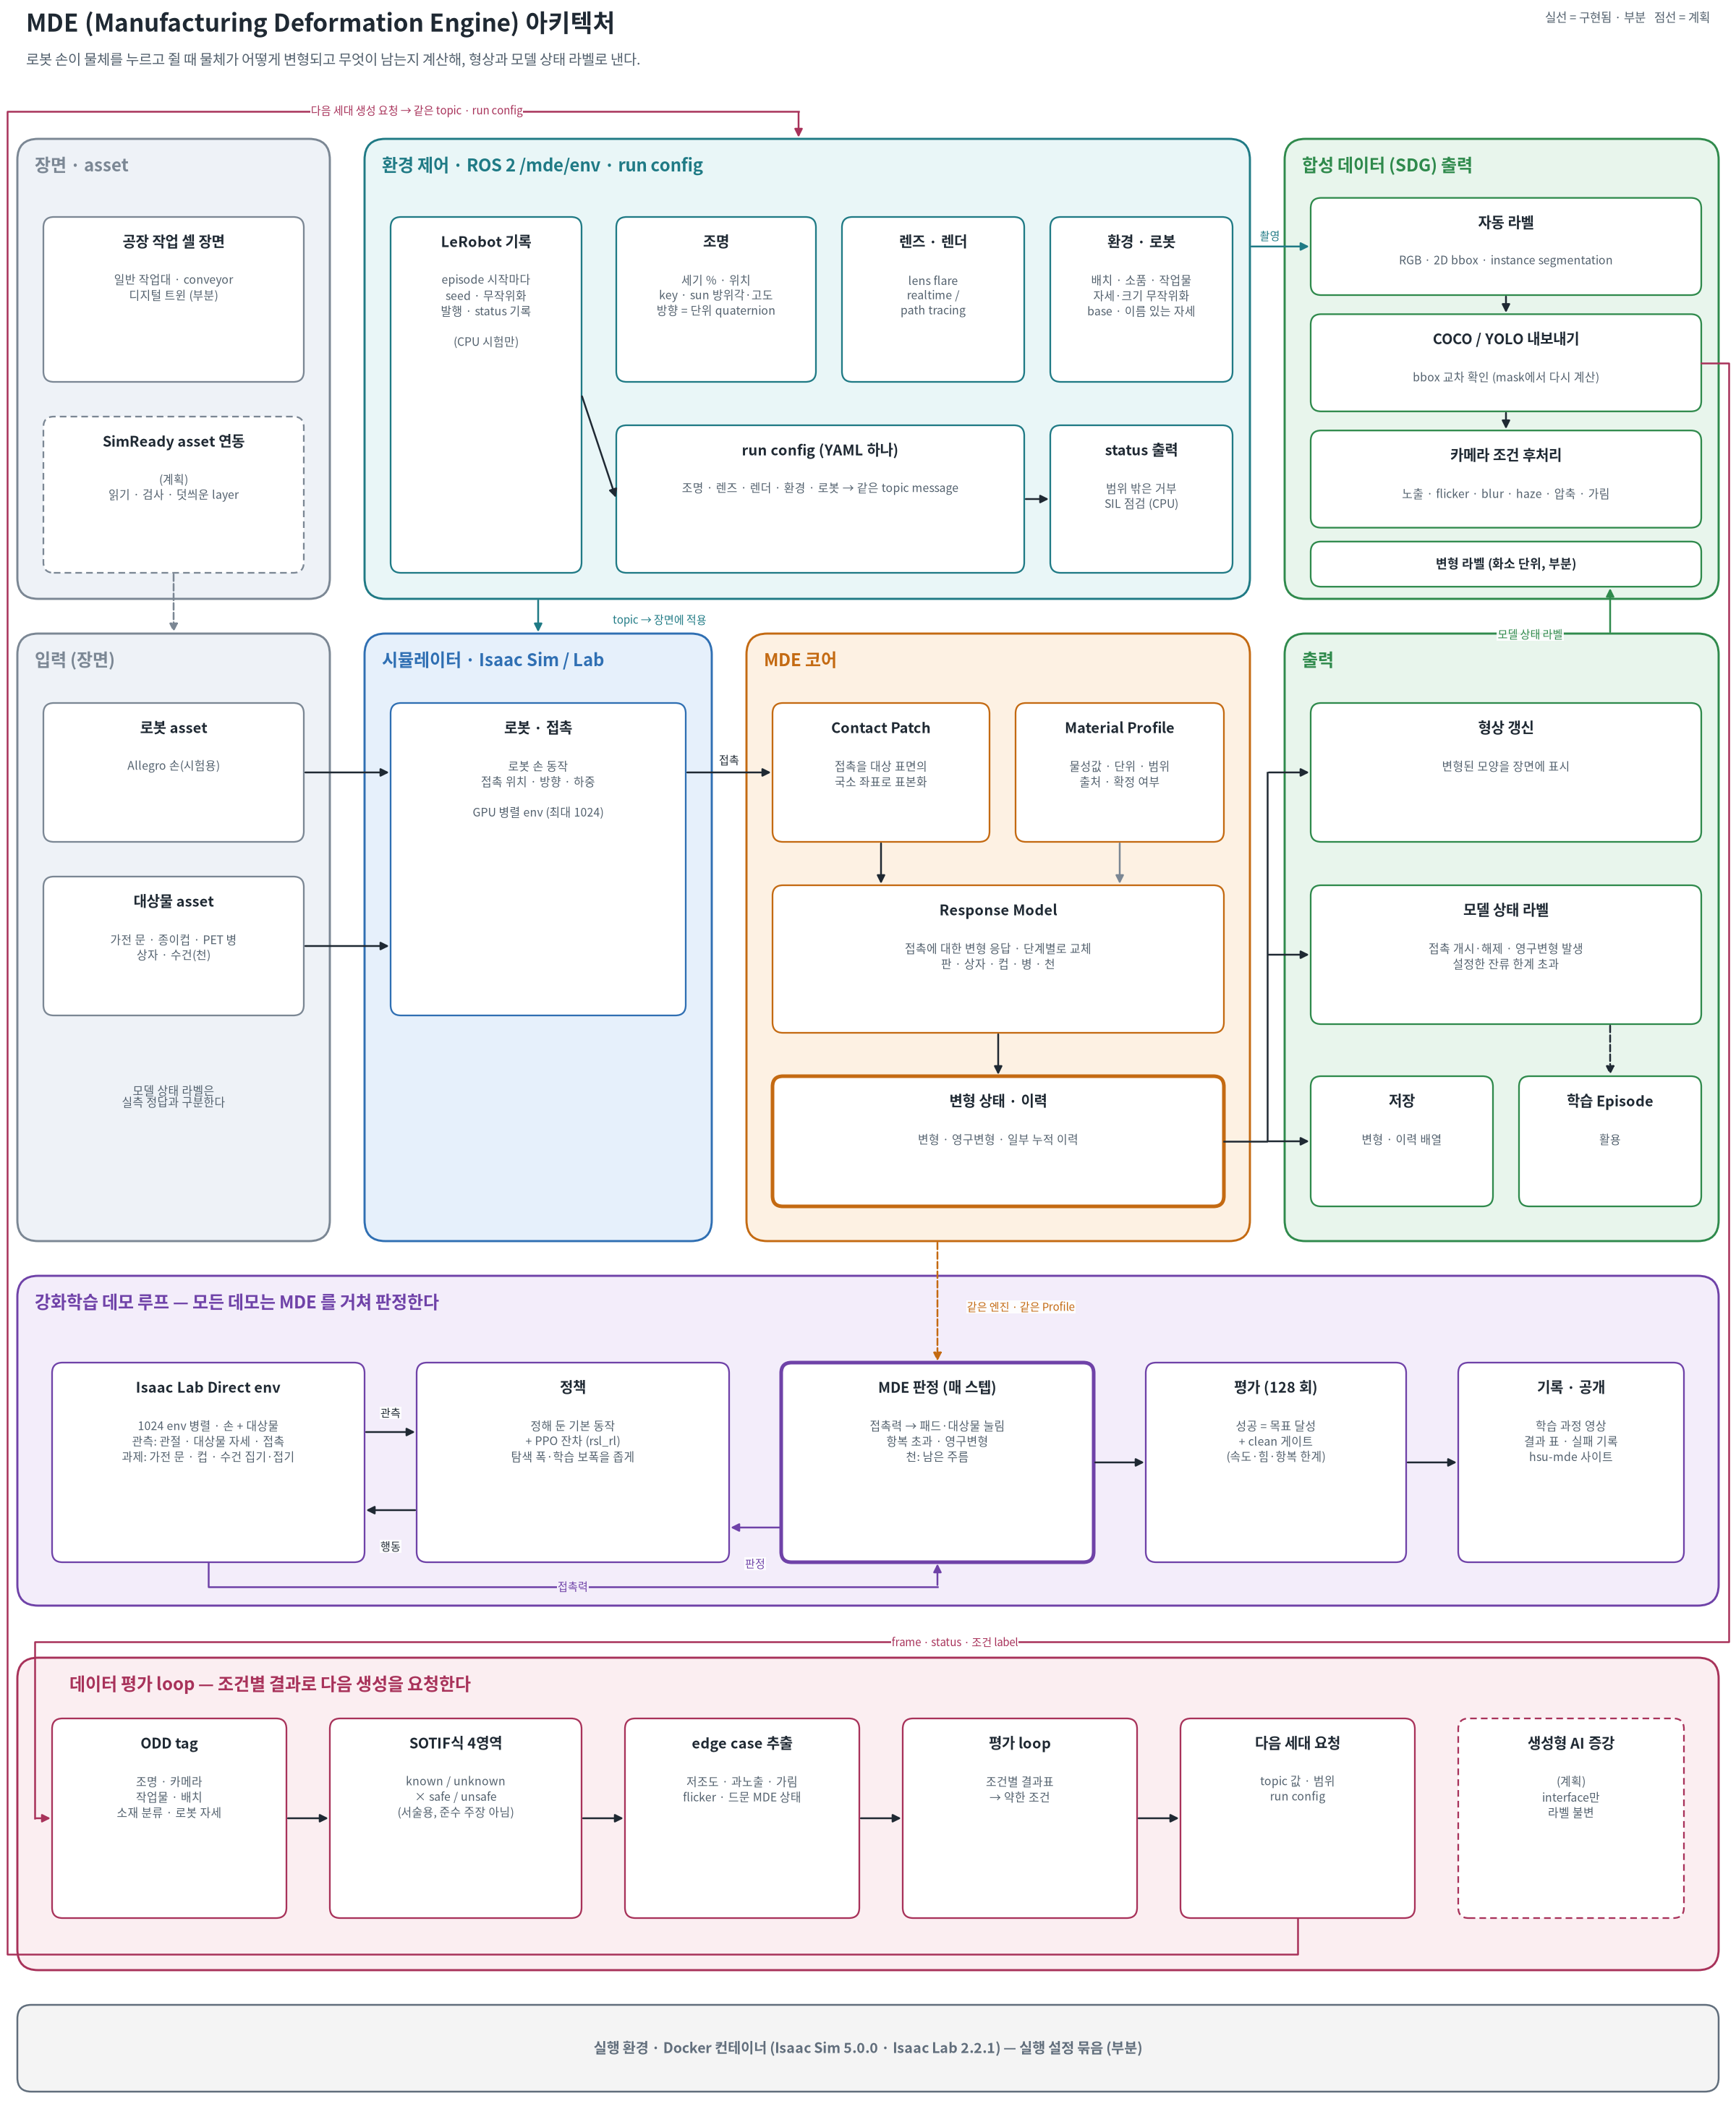 MDE (Manufacturing Deformation Engine) 아키텍처
실선 = 구현됨 · 부분   점선 = 계획
로봇 손이 물체를 누르고 쥘 때 물체가 어떻게 변형되고 무엇이 남는지 계산해, 형상과 모델 상태 라벨로 낸다.
다음 세대 생성 요청 → 같은 topic · run config
장면 · asset
공장 작업 셀 장면
일반 작업대 · conveyor
디지털 트윈 (부분)
SimReady asset 연동
(계획)
읽기 · 검사 · 덧씌운 layer
환경 제어 · ROS 2 /mde/env · run config
LeRobot 기록
episode 시작마다
seed · 무작위화
발행 · status 기록
(CPU 시험만)
조명
세기 % · 위치
key · sun 방위각·고도
방향 = 단위 quaternion
렌즈 · 렌더
lens flare
realtime /
path tracing
환경 · 로봇
배치 · 소품 · 작업물
자세·크기 무작위화
base · 이름 있는 자세
run config (YAML 하나)
조명 · 렌즈 · 렌더 · 환경 · 로봇 → 같은 topic message
status 출력
범위 밖은 거부
SIL 점검 (CPU)
촬영
합성 데이터 (SDG) 출력
자동 라벨
RGB · 2D bbox · instance segmentation
COCO / YOLO 내보내기
bbox 교차 확인 (mask에서 다시 계산)
카메라 조건 후처리
노출 · flicker · blur · haze · 압축 · 가림
변형 라벨 (화소 단위, 부분)
topic → 장면에 적용
모델 상태 라벨
입력 (장면)
로봇 asset
Allegro 손(시험용)
대상물 asset
가전 문 · 종이컵 · PET 병
상자 · 수건(천)
모델 상태 라벨은
실측 정답과 구분한다
시뮬레이터 · Isaac Sim / Lab
로봇 · 접촉
로봇 손 동작
접촉 위치 · 방향 · 하중
GPU 병렬 env (최대 1024)
접촉
MDE 코어
Contact Patch
접촉을 대상 표면의
국소 좌표로 표본화
Material Profile
물성값 · 단위 · 범위
출처 · 확정 여부
Response Model
접촉에 대한 변형 응답 · 단계별로 교체
판 · 상자 · 컵 · 병 · 천
변형 상태 · 이력
변형 · 영구변형 · 일부 누적 이력
출력
형상 갱신
변형된 모양을 장면에 표시
모델 상태 라벨
접촉 개시·해제 · 영구변형 발생
설정한 잔류 한계 초과
저장
변형 · 이력 배열
학습 Episode
활용
강화학습 데모 루프 — 모든 데모는 MDE 를 거쳐 판정한다
같은 엔진 · 같은 Profile
Isaac Lab Direct env
1024 env 병렬 · 손 + 대상물
관측: 관절 · 대상물 자세 · 접촉
과제: 가전 문 · 컵 · 수건 집기·접기
관측
행동
정책
정해 둔 기본 동작
+ PPO 잔차 (rsl_rl)
탐색 폭·학습 보폭을 좁게
판정
MDE 판정 (매 스텝)
접촉력 → 패드·대상물 눌림
항복 초과 · 영구변형
천: 남은 주름
평가 (128 회)
성공 = 목표 달성
+ clean 게이트
(속도·힘·항복 한계)
기록 · 공개
학습 과정 영상
결과 표 · 실패 기록
hsu-mde 사이트
접촉력
frame · status · 조건 label
데이터 평가 loop — 조건별 결과로 다음 생성을 요청한다
ODD tag
조명 · 카메라
작업물 · 배치
소재 분류 · 로봇 자세
SOTIF식 4영역
known / unknown
× safe / unsafe
(서술용, 준수 주장 아님)
edge case 추출
저조도 · 과노출 · 가림
flicker · 드문 MDE 상태
평가 loop
조건별 결과표
→ 약한 조건
다음 세대 요청
topic 값 · 범위
run config
생성형 AI 증강
(계획)
interface만
라벨 불변
실행 환경 · Docker 컨테이너 (Isaac Sim 5.0.0 · Isaac Lab 2.2.1) — 실행 설정 묶음 (부분)